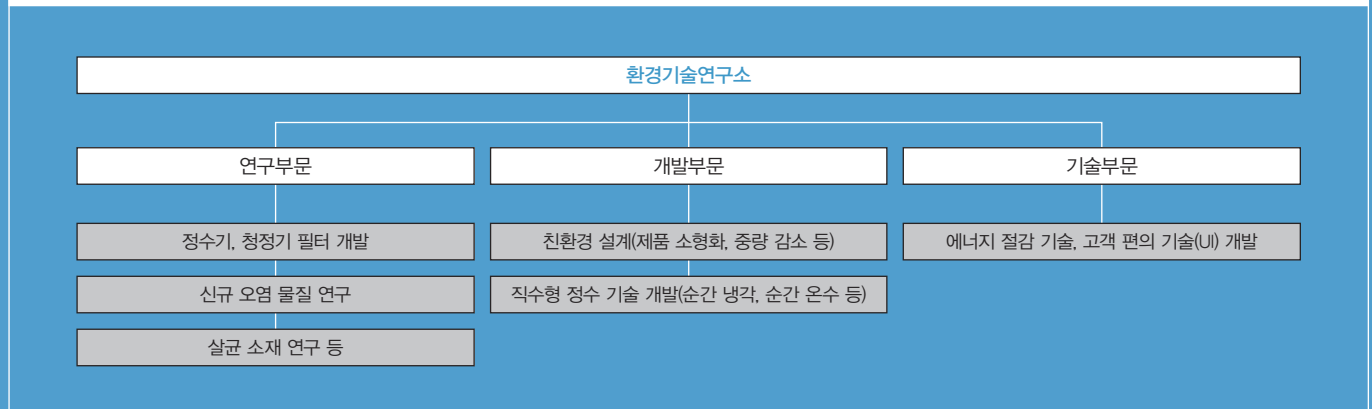 환경기술연구소
연구부문
개발부문
기술부문
정수기, 청정기 필터 개발
친환경 설계(제품 소형화, 중량 감소 등)
에너지 절감 기술, 고객 편의 기술(UI) 개발
신규 오염 물질 연구
직수형 정수 기술 개발(순간 냉각, 순간 온수 등)
살균 소재 연구 등